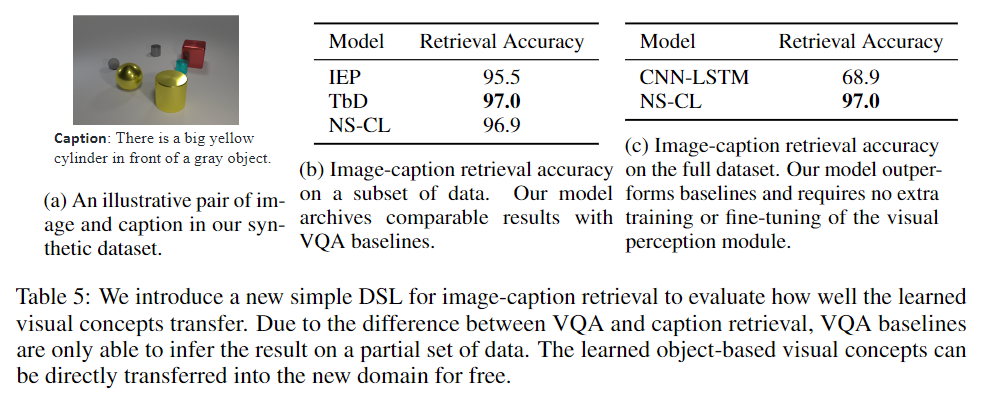 Caption: There is a big yellow
cylinder in front of a gray object.
(a) An illustrative pair of im-
age and caption in our syn-
thetic dataset.
Model Retrieval Accuracy
IEP 95.5
TbD 97.0
NS-CL 96.9
(b) Image-caption retrieval accuracy
on a subset of data. Our model
archives comparable results with
VQA baselines.
Model Retrieval Accuracy
CNN-LSTM 68.9
NS-CL 97.0
(c) Image-caption retrieval accuracy
on the full dataset. Our model outper-
forms baselines and requires no extra
training or fine-tuning of the visual
perception module.
Table 5: We introduce a new simple DSL for image-caption retrieval to evaluate how well the learned
visual concepts transfer. Due to the difference between VQA and caption retrieval, VQA baselines
are only able to infer the result on a partial set of data. The learned object-based visual concepts can
be directly transferred into the new domain for free.